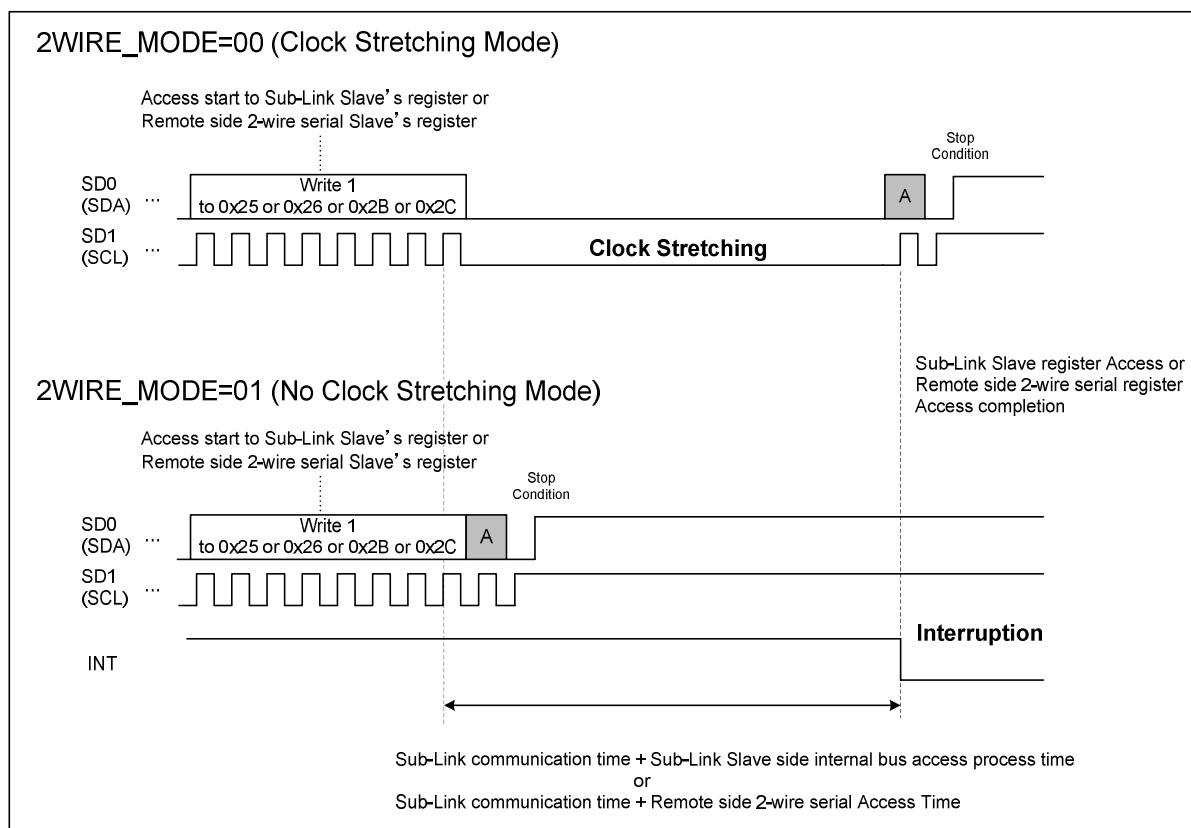 2WIRE_MODE=00 (Clock Stretching Mode)
Access start to Sub-Link Slave's register or
Remote side 2-wire serial Slave's register
Stop
Condition
SD0
(SDA) ...
Write 1
to 0x25 or 0x26 or 0x2B or 0x2C
A
SD1
(SCL) ...
Clock Stretching
Sub-Link Slave register Access or
Remote side 2-wire serial register
Access completion
2WIRE_MODE=01 (No Clock Stretching Mode)
Access start to Sub-Link Slave's register or
Remote side 2-wire serial Slave's register
Stop
Condition
SD0
(SDA) ...
Write 1
to 0x25 or 0x26 or 0x2B or 0x2C
A
SD1
(SCL) ...
Interruption
INT
Sub-Link communication time + Sub-Link Slave side internal bus access process time
or
Sub-Link communication time + Remote side 2-wire serial Access Time